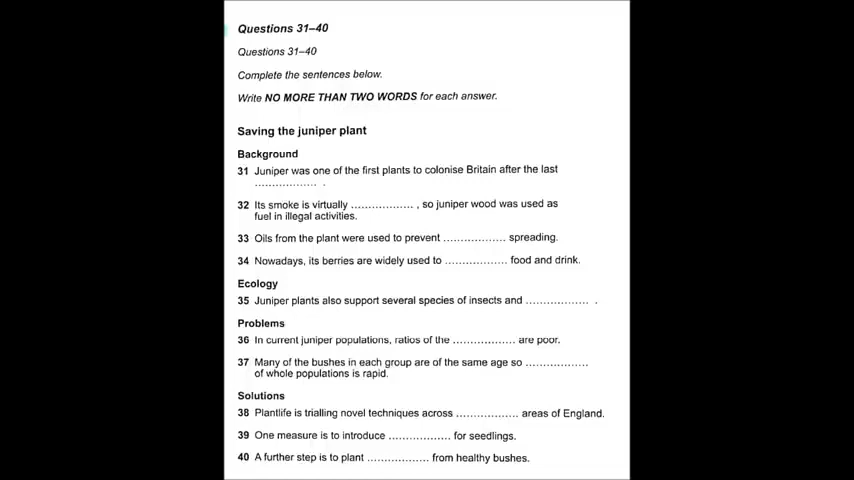 Questions 31–40
Questions 31–40
Complete the sentences below.
Write NO MORE THAN TWO WORDS for each answer.
Saving the juniper plant
Background
31 Juniper was one of the first plants to colonise Britain after the last
.................. .
32 Its smoke is virtually .................. , so juniper wood was used as
fuel in illegal activities.
33 Oils from the plant were used to prevent .................. spreading.
34 Nowadays, its berries are widely used to .................. food and drink.
Ecology
35 Juniper plants also support several species of insects and .................. .
Problems
36 In current juniper populations, ratios of the .................. are poor.
37 Many of the bushes in each group are of the same age so ..................
of whole populations is rapid.
Solutions
38 Plantlife is trialling novel techniques across .................. areas of England.
39 One measure is to introduce .................. for seedlings.
40 A further step is to plant .................. from healthy bushes.